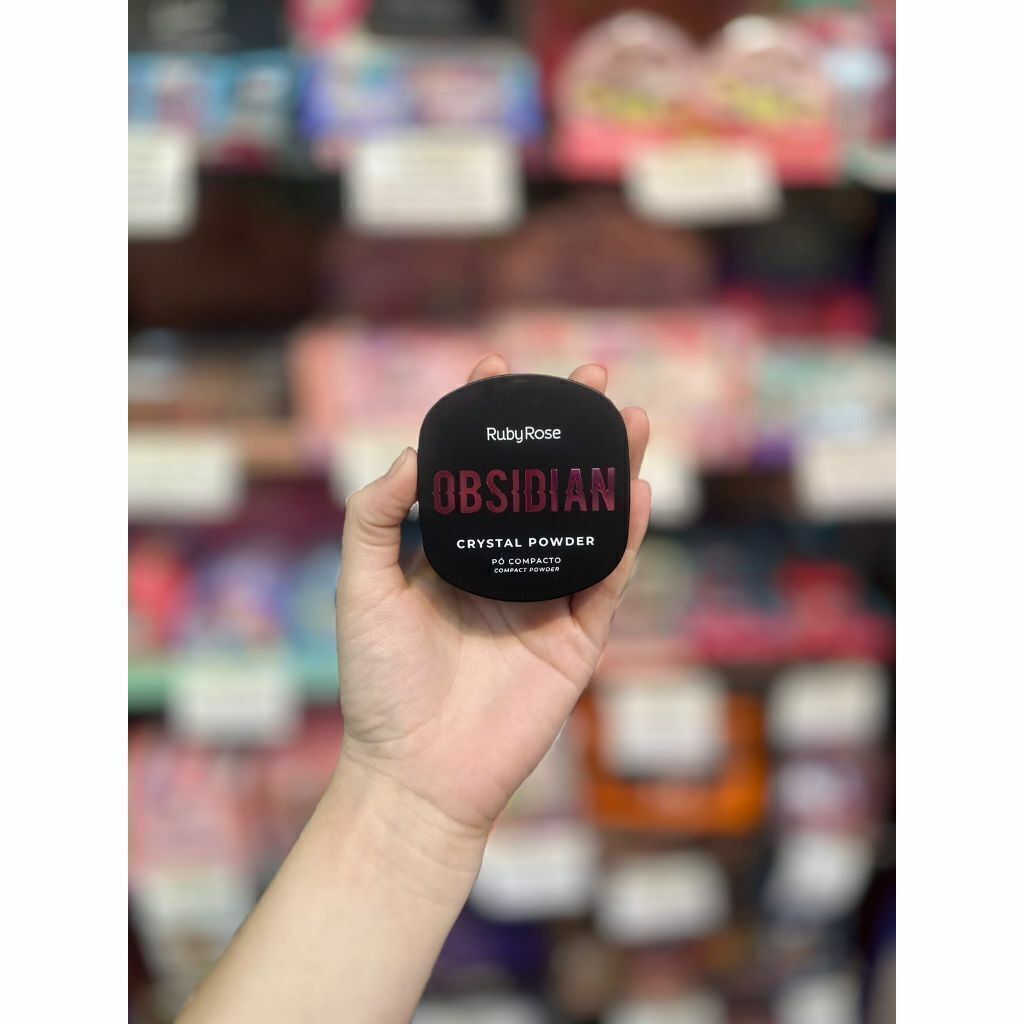 RubyRose
OBSIDIAN
CRYSTAL POWDER
PÓ COMPACTO
COMPACT POWDER